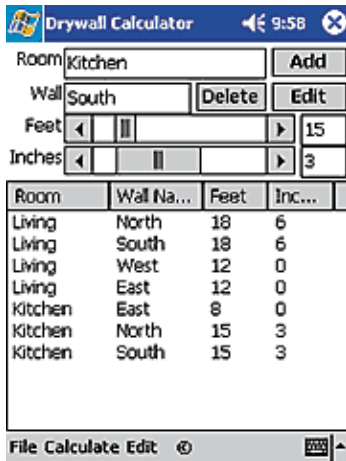 Drywall Calculator 9:58
Room Kitchen Add
Wall South Delete Edit
Feet 15
Inches 3
Room Wall Na... Feet Inc...
Living North 18 6
Living South 18 6
Living West 12 0
Living East 12 0
Kitchen East 8 0
Kitchen North 15 3
Kitchen South 15 3
File Calculate Edit